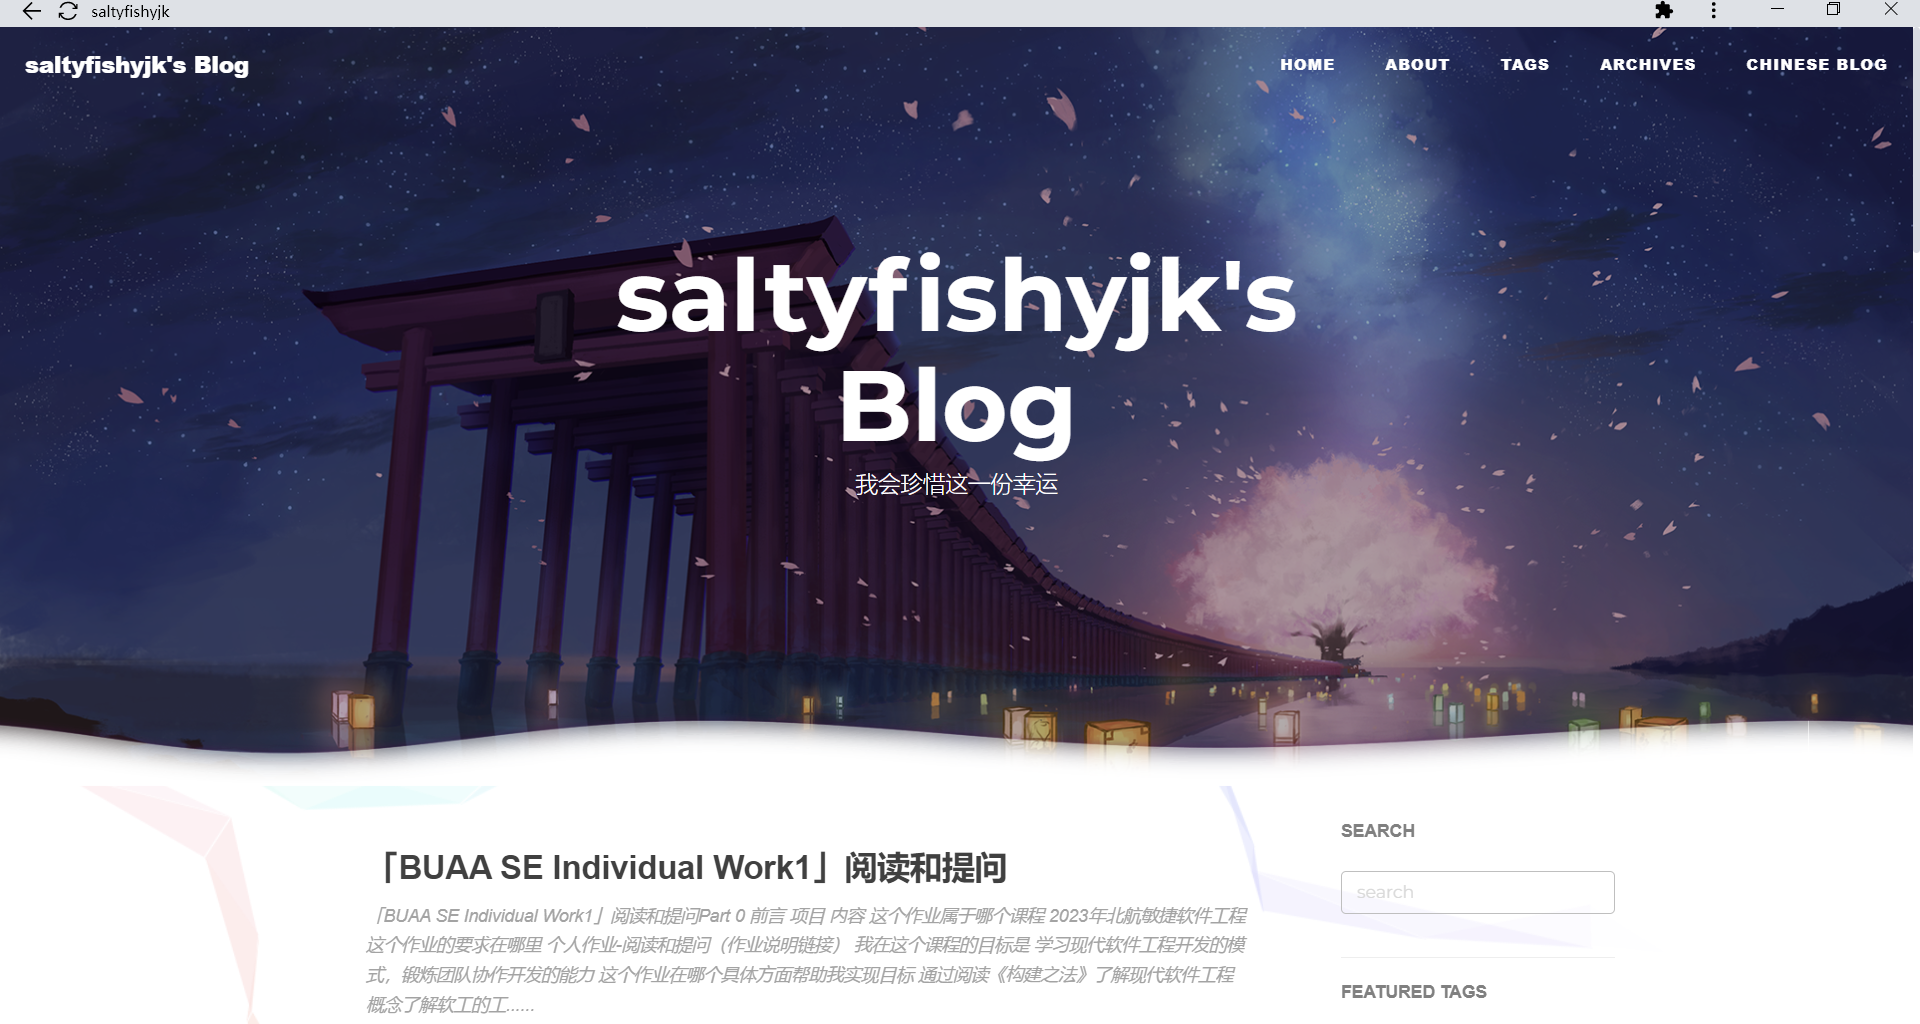 saltyfishyjk
saltyfishyjk's Blog
HOME ABOUT TAGS ARCHIVES CHINESE BLOG
saltyfishyjk's
Blog
我会珍惜这一份幸运
「BUAA SE Individual Work1」阅读和提问
「BUAA SE Individual Work1」阅读和提问Part 0 前言 项目 内容 这个作业属于哪个课程 2023年北航敏捷软件工程
这个作业的要求在哪里 个人作业-阅读和提问（作业说明链接） 我在这个课程的目标是 学习现代软件工程开发的模
式，锻炼团队协作开发的能力 这个作业在哪个具体方面帮助我实现目标 通过阅读《构建之法》了解现代软件工程
概念了解软工的工......
SEARCH
search
FEATURED TAGS